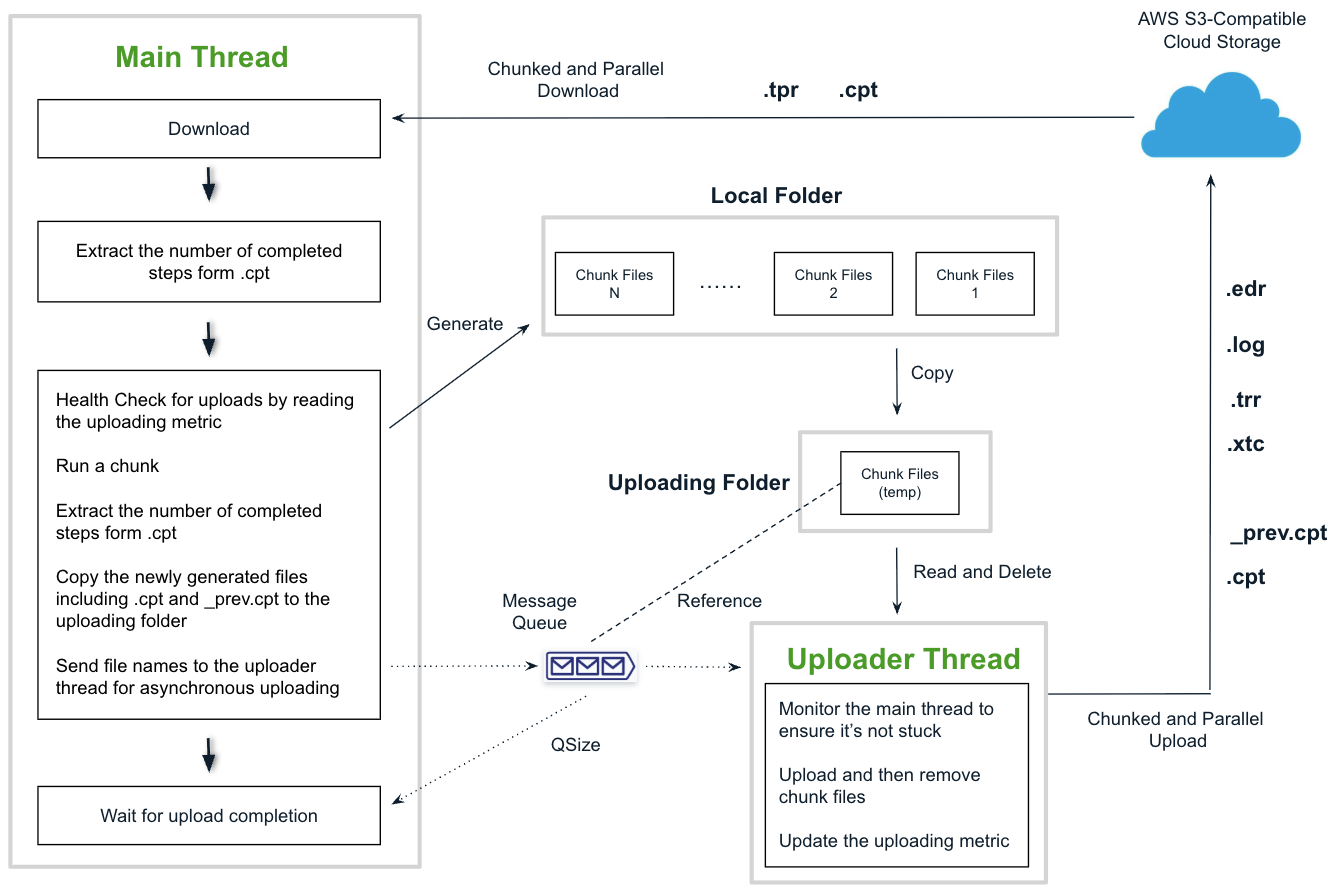 AWS S3-Compatible
Cloud Storage
Main Thread
Chunked and Parallel
Download
.tpr .cpt
Download
Local Folder
Extract the number of completed
steps form .cpt
Chunk Files
N
......
Chunk Files
2
Chunk Files
1
Generate
.edr
.log
.trr
.xtc
_prev.cpt
.cpt
Copy
Health Check for uploads by reading
the uploading metric
Run a chunk
Extract the number of completed
steps form .cpt
Copy the newly generated files
including .cpt and _prev.cpt to the
uploading folder
Send file names to the uploader
thread for asynchronous uploading
Uploading Folder
Chunk Files
(temp)
Read and Delete
Message
Queue
Reference
Uploader Thread
Monitor the main thread to
ensure it’s not stuck
Upload and then remove
chunk files
Update the uploading metric
Chunked and Parallel
Upload
QSize
Wait for upload completion